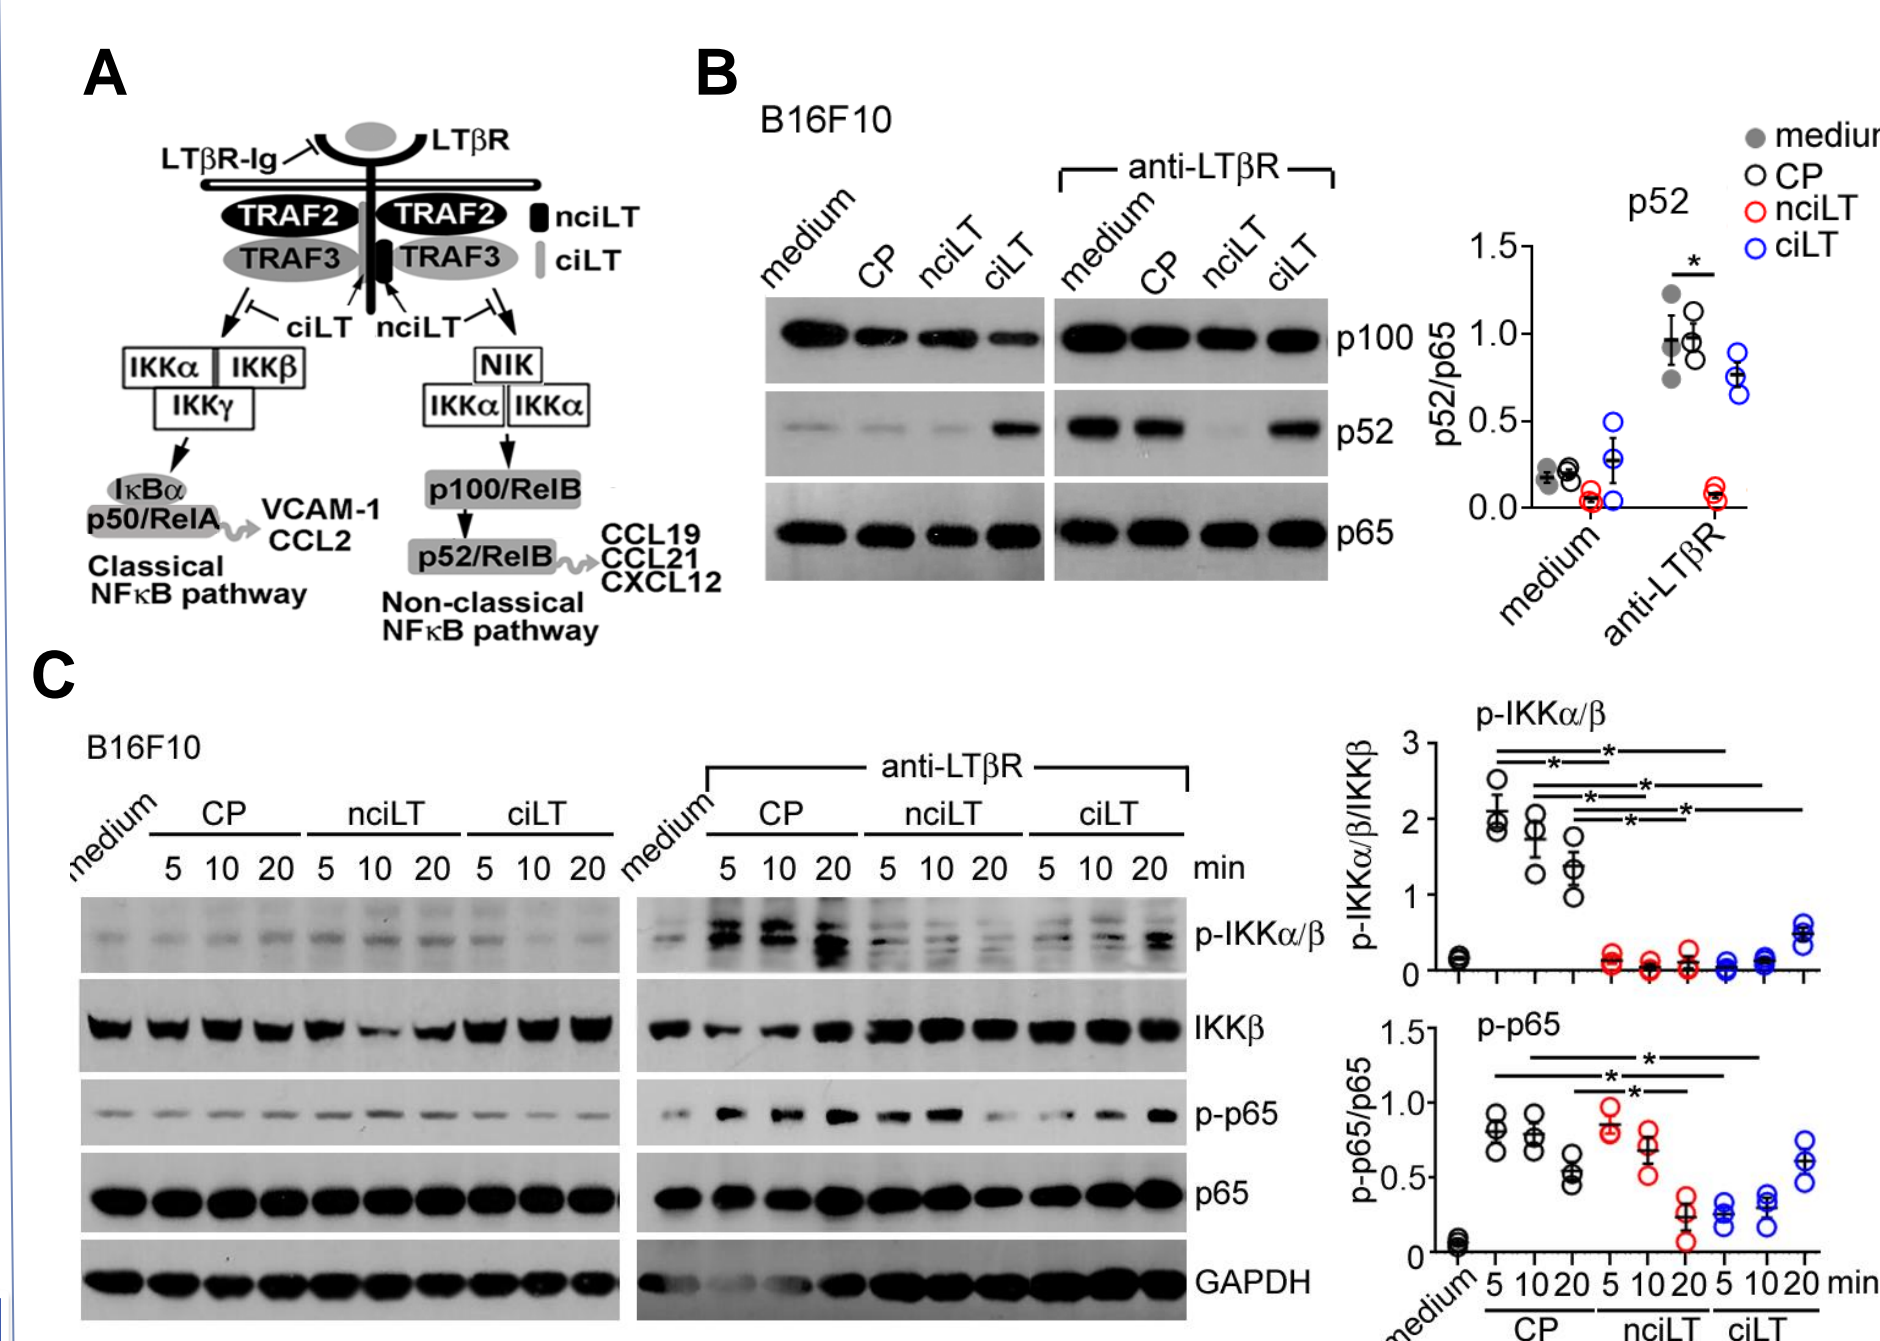 A
LTβR-Ig
LTβR
TRAF2
TRAF2
nciLT
TRAF3
TRAF3
ciLT
ciLT
nciLT
IKKα
IKKβ
IKKγ
NIK
IKKα
IKKα
IκBα
p50/RelA
VCAM-1
CCL2
Classical
NFκB pathway
p100/RelB
p52/RelB
CCL19
CCL21
CXCL12
Non-classical
NFκB pathway
B
B16F10
anti-LTβR
medium
CP
nciLT
ciLT
medium
CP
nciLT
ciLT
p100
p52
p65
medium
CP
nciLT
ciLT
p52
*
p52/p65
1.5
1.0
0.5
0.0
medium
anti-LTβR
C
B16F10
anti-LTβR
medium
CP
nciLT
ciLT
medium
CP
nciLT
ciLT
5 10 20 5 10 20 5 10 20
5 10 20 5 10 20 5 10 20 min
p-IKKα/β
IKKβ
p-p65
p65
GAPDH
p-IKKα/β
p-IKKα/β/IKKβ
3
2
1
0
*
*
*
*
*
*
p-p65
p-p65/p65
1.5
1.0
0.5
0
*
*
*
medium
5 10 20 5 10 20 5 10 20 min
CP nciLT ciLT